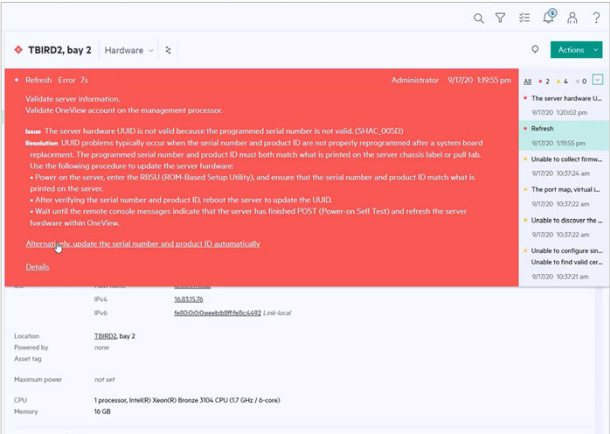 TBIRD2, bay 2 Hardware
Actions
Refresh Error 7s Administrator 9/17/20 1:19:55 pm
Validate server information.
Validate OneView account on the management processor.
Issue The server hardware UUID is not valid because the programmed serial number is not valid. (SHAC_005D)
Resolution UUID problems typically occur when the serial number and product ID are not properly reprogrammed after a system board
replacement. The programmed serial number and product ID must both match what is printed on the server chassis label or pull tab.
Use the following procedure to update the server hardware:
• Power on the server, enter the RBSU (ROM-Based Setup Utility), and ensure that the serial number and product ID match what is
printed on the server.
• After verifying the serial number and product ID, reboot the server to update the UUID.
• Wait until the remote console messages indicate that the server has finished POST (Power-on Self Test) and refresh the server
hardware within OneView.
Alternatively, update the serial number and product ID automatically
Details
All 2 4 0
The server hardware U...
9/17/20 1:20:02 pm
Refresh
9/17/20 1:19:55 pm
Unable to collect firmw...
9/17/20 10:37:24 am
The port map, virtual i...
9/17/20 10:37:22 am
Unable to discover the ...
9/17/20 10:37:22 am
Unable to configure sin...
Unable to find valid cer...
9/17/20 10:37:21 am
IPv4 16.83.15.76
IPv6 Link-local
Location TBIRD2, bay 2
Powered by none
Asset tag
Maximum power not set
CPU 1 processor, Intel(R) Xeon(R) Bronze 3104 CPU (1.7 GHz / 6-core)
Memory 16 GB